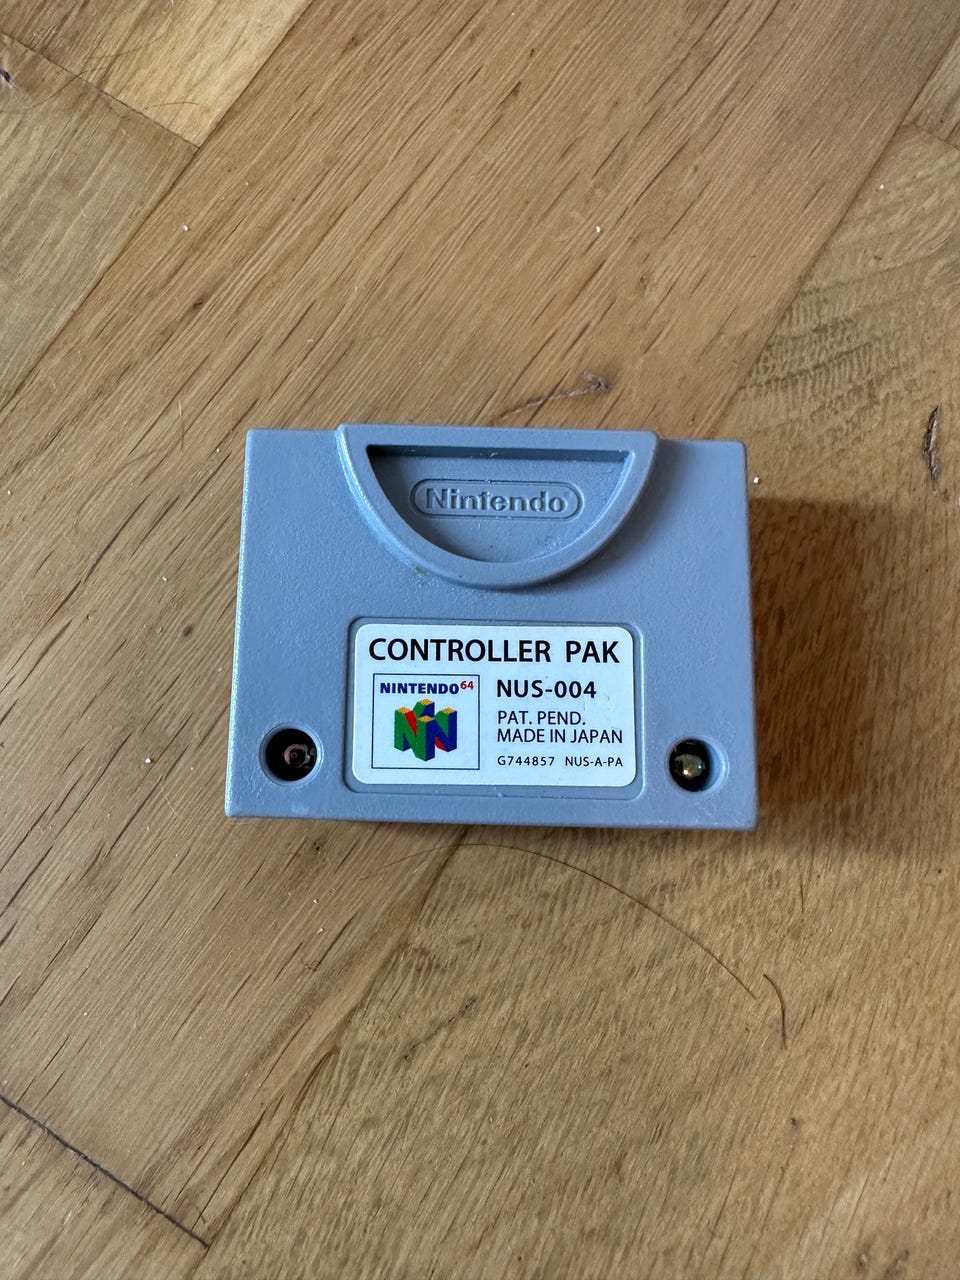 Nintendo®
CONTROLLER PAK
NINTENDO64
NUS-004
PAT. PEND.
MADE IN JAPAN
G744857 NUS-A-PA